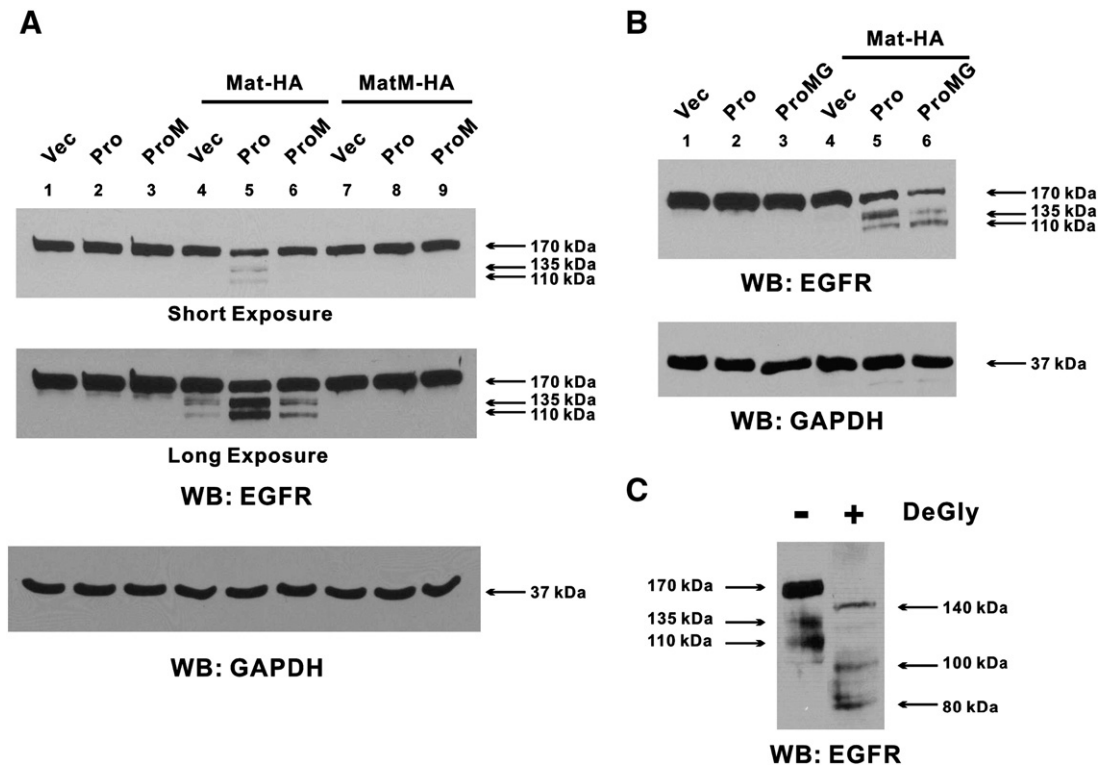 A
Mat-HA MatM-HA
Vec Pro ProM Vec Pro ProM Vec Pro ProM
1 2 3 4 5 6 7 8 9
170 kDa
135 kDa
110 kDa
Short Exposure
170 kDa
135 kDa
110 kDa
Long Exposure
WB: EGFR
37 kDa
WB: GAPDH
B
Mat-HA
Vec Pro ProMG Vec Pro ProMG
1 2 3 4 5 6
170 kDa
135 kDa
110 kDa
WB: EGFR
37 kDa
WB: GAPDH
C
- + DeGly
170 kDa
135 kDa
110 kDa
140 kDa
100 kDa
80 kDa
WB: EGFR